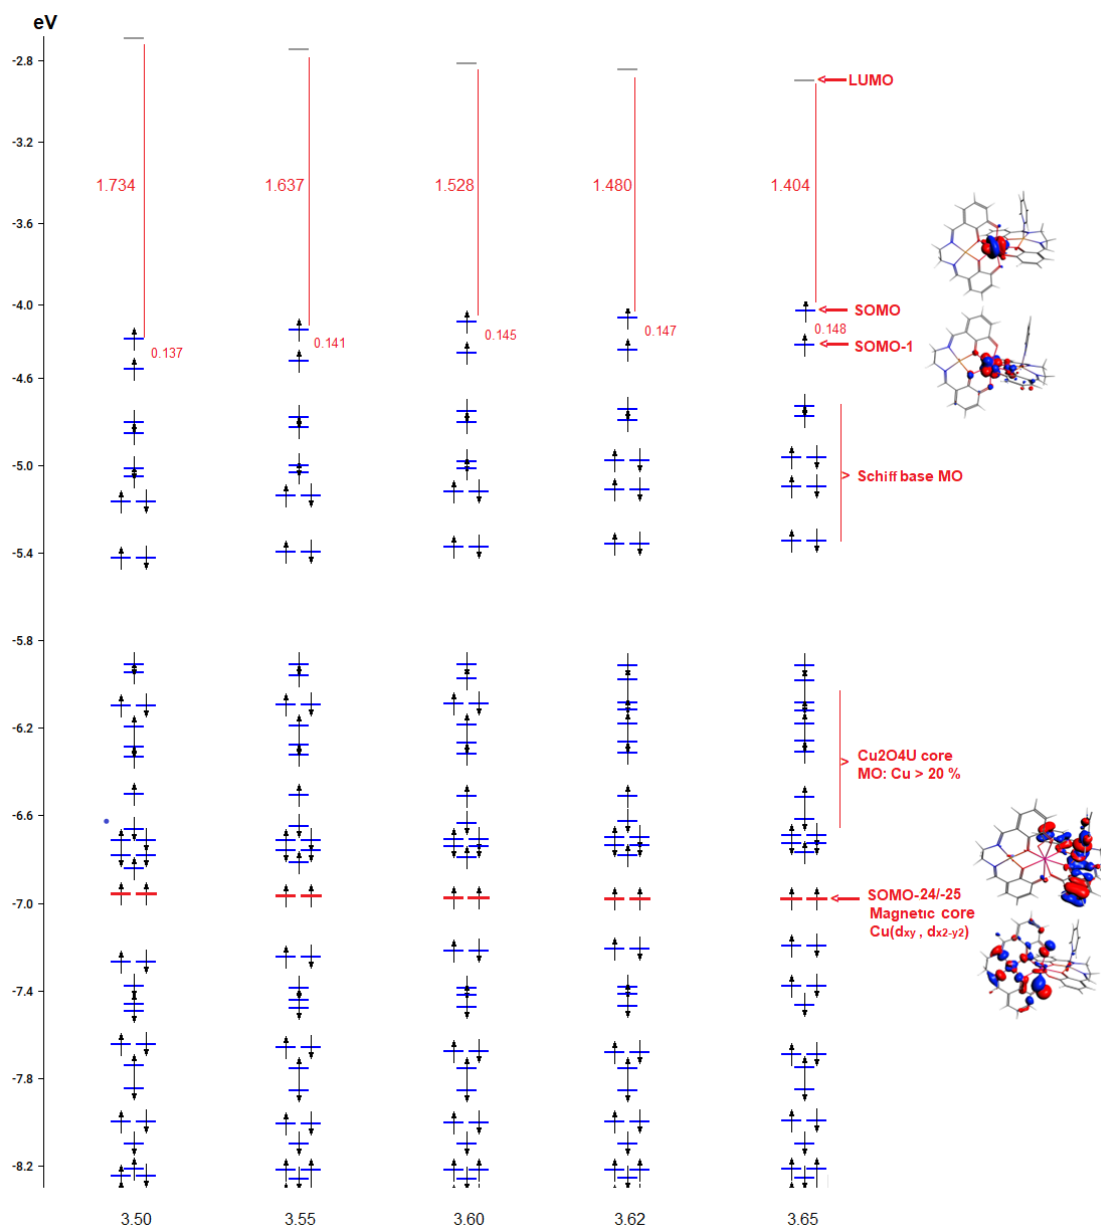 eV
-2.8
LUMO
-3.2
1.734
1.637
1.528
1.480
1.404
-3.6
-4.0
SOMO
0.137
0.141
0.145
0.147
0.148
SOMO-1
-4.6
-5.0
> Schiff base MO
-5.4
-5.8
-6.2
> Cu2O4U core
MO: Cu > 20 %
-6.6
SOMO-24/-25
-7.0
Magnetic core
Cu(dxy , dx2-y2)
-7.4
-7.8
-8.2
3.50
3.55
3.60
3.62
3.65